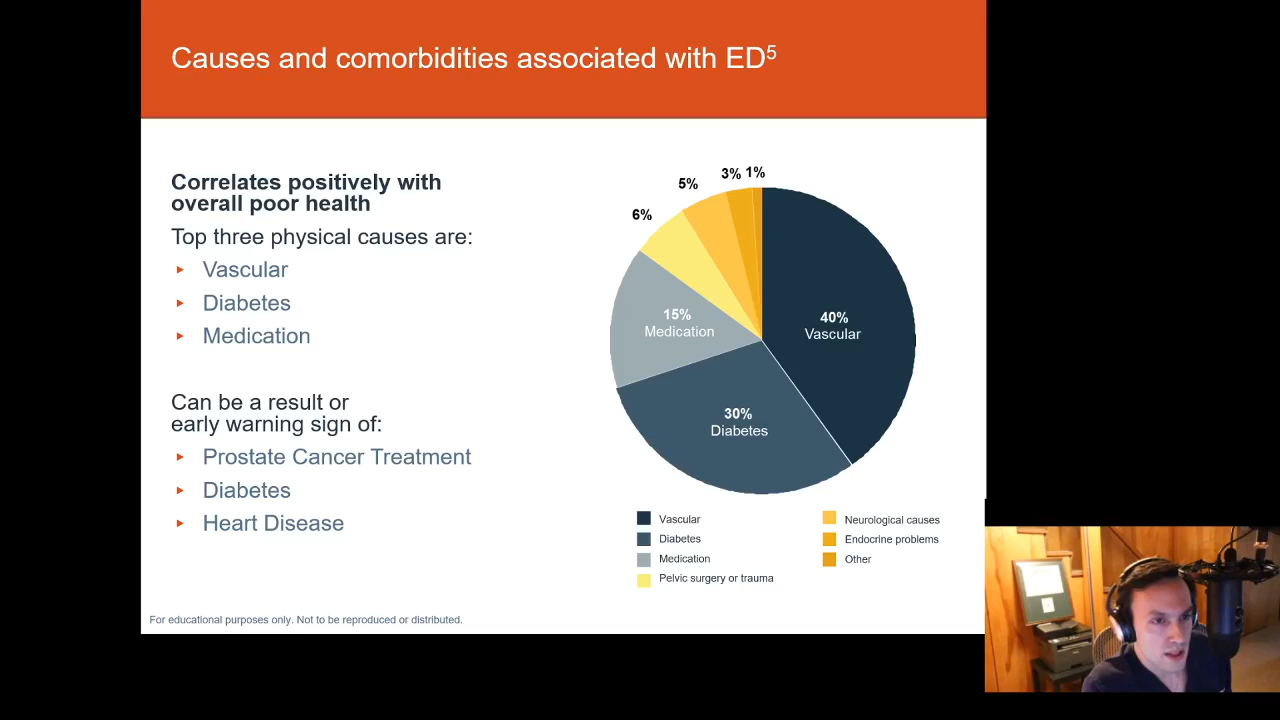 Causes and comorbidities associated with ED⁵
Correlates positively with
overall poor health
Top three physical causes are:
Vascular
Diabetes
Medication
Can be a result or
early warning sign of:
Prostate Cancer Treatment
Diabetes
Heart Disease
5%
3% 1%
6%
15%
Medication
40%
Vascular
30%
Diabetes
Vascular
Diabetes
Medication
Pelvic surgery or trauma
Neurological causes
Endocrine problems
Other
For educational purposes only. Not to be reproduced or distributed.